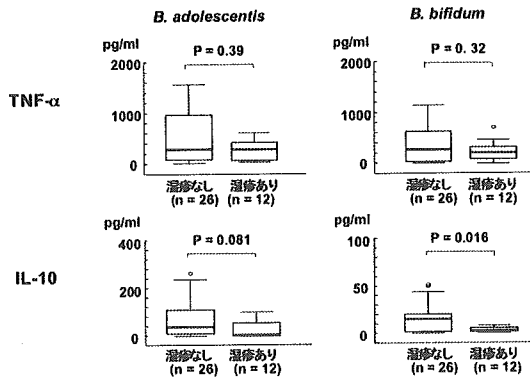 B. adolescentis
B. bifidum
TNF-α
pg/ml
P = 0.39
2000
1000
0
湿疹なし
(n = 26)
湿疹あり
(n = 12)
pg/ml
P = 0. 32
2000
1000
0
湿疹なし
(n = 26)
湿疹あり
(n = 12)
IL-10
pg/ml
P = 0.081
400
200
0
湿疹なし
(n = 26)
湿疹あり
(n = 12)
pg/ml
P = 0.016
100
50
0
湿疹なし
(n = 26)
湿疹あり
(n = 12)